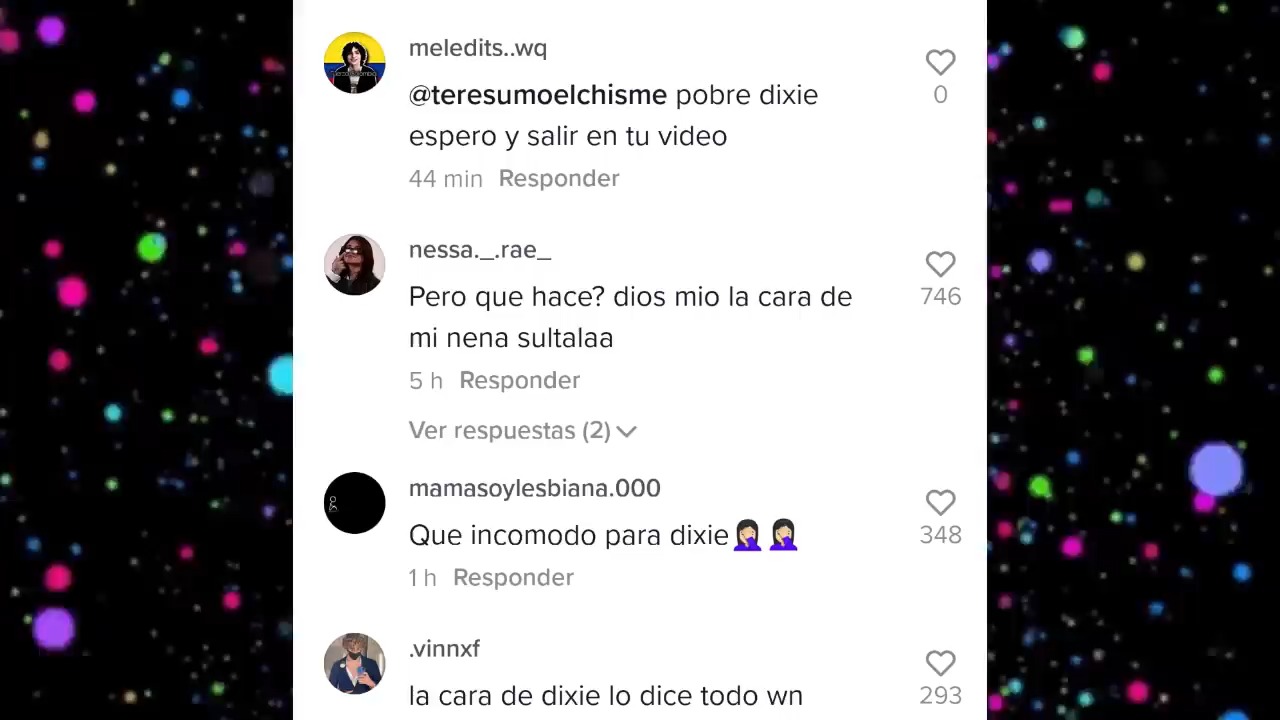 meledits..wq
@teresumoelchisme pobre dixie
espero y salir en tu video
0
44 min Responder
nessa._.rae_
Pero que hace? dios mio la cara de
mi nena sultalaa
746
5 h Responder
Ver respuestas (2)
mamasoylesbiana.000
Que incomodo para dixie🤦🏻‍♀️🤦🏻‍♀️
348
1 h Responder
.vinnxf
la cara de dixie lo dice todo wn
293